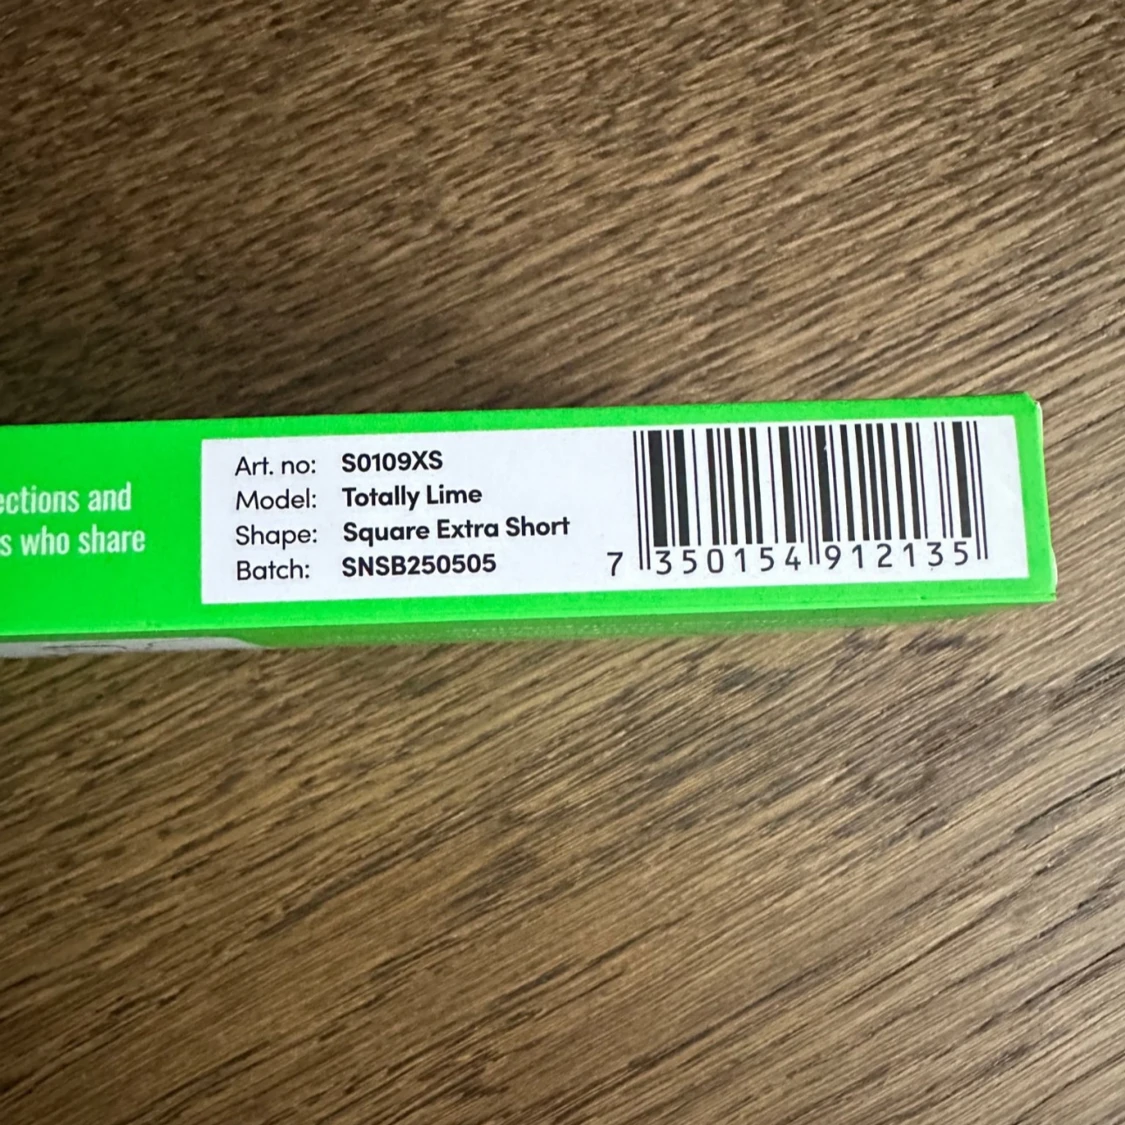 ections and
s who share
Art. no: S0109XS
Model: Totally Lime
Shape: Square Extra Short
Batch: SNSB250505
7 350154 912135